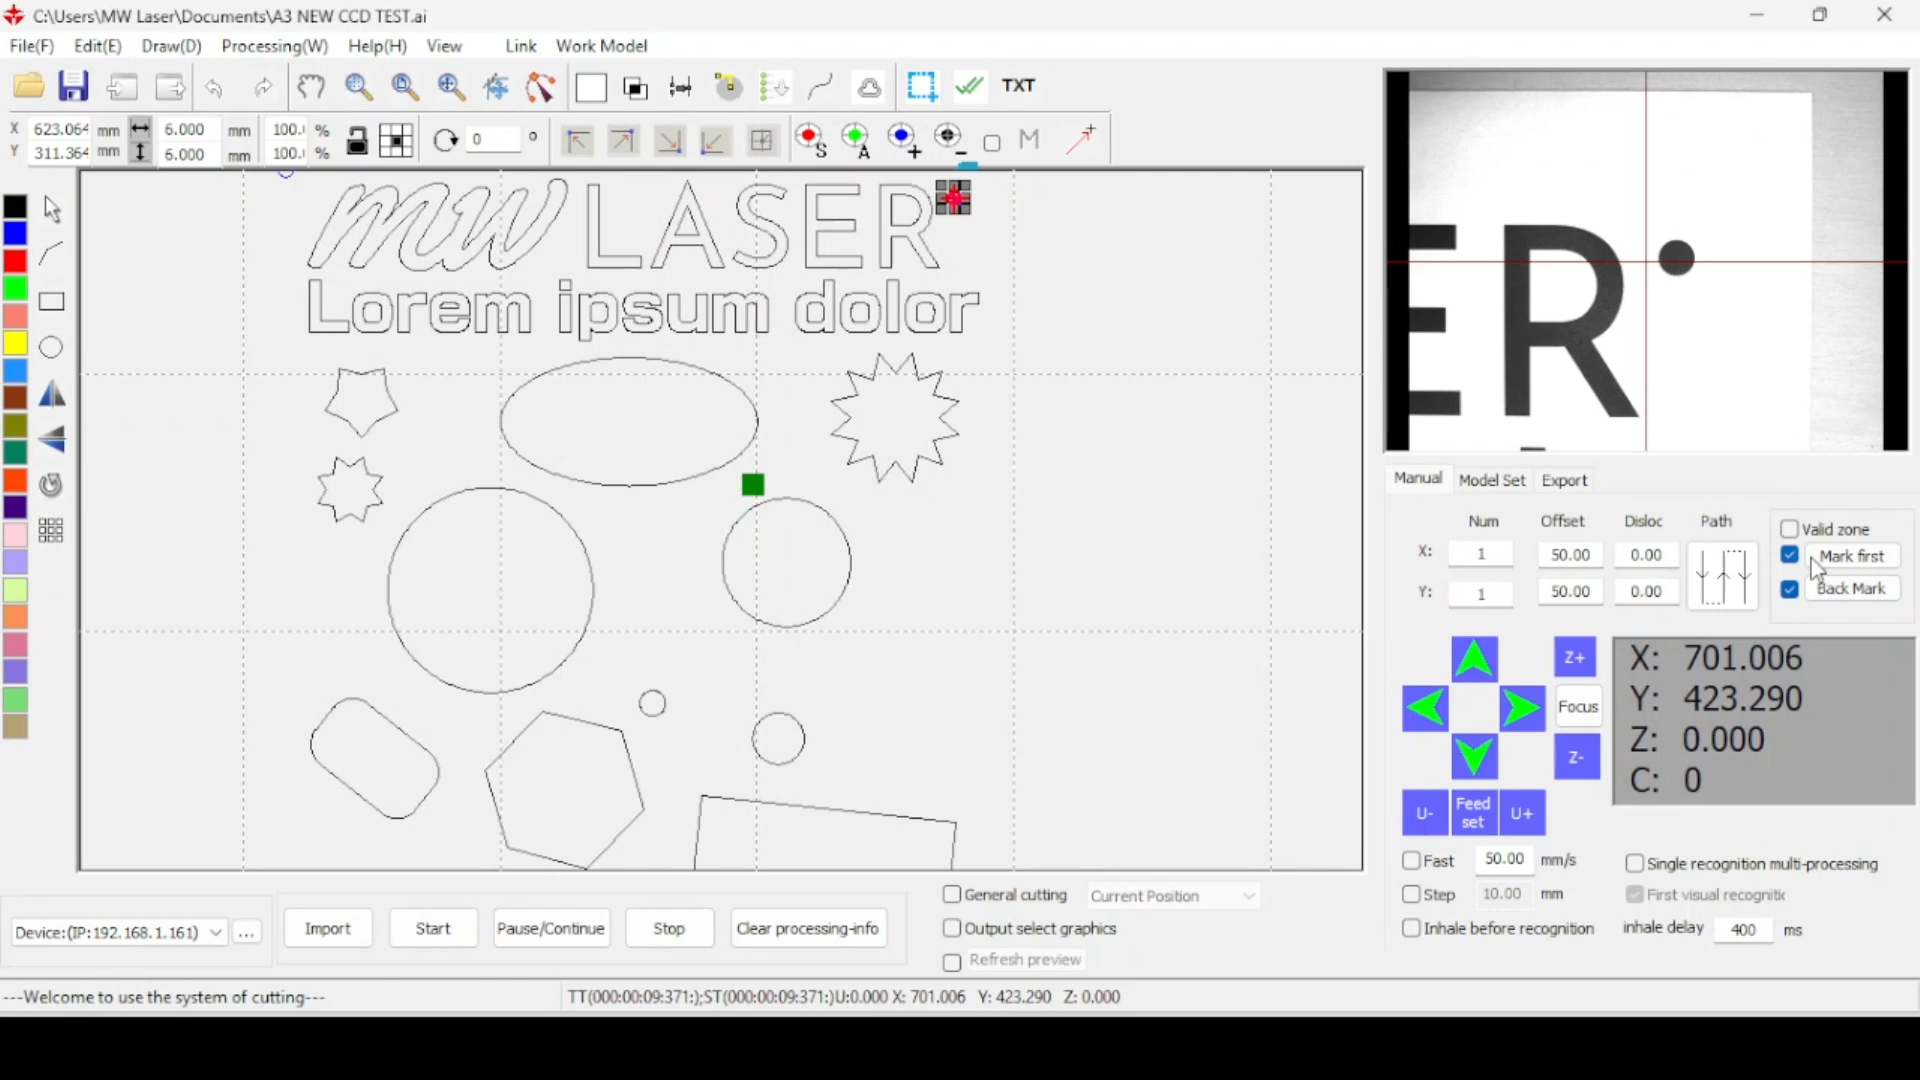 C:\Users\MW Laser\Documents\A3 NEW CCD TEST.ai
File(F) Edit(E) Draw(D) Processing(W) Help(H) View Link Work Model
TXT
X 623.064 mm 6.000 mm 100.( % 0 ° S A + - M
Y 311.364 mm 6.000 mm 100.( %
MW LASER
Lorem ipsum dolor
ER
Manual Model Set Export
Num Offset Disloc Path Valid zone
X: 1 50.00 0.00 Mark first
Y: 1 50.00 0.00 Back Mark
Z+ X: 701.006
Focus Y: 423.290
Z- Z: 0.000
C: 0
U- Feed set U+
Fast 50.00 mm/s Single recognition multi-processing
Step 10.00 mm First visual recognitic
Inhale before recognition inhale delay 400 ms
General cutting Current Position
Device:(IP:192.168.1.161) ... Import Start Pause/Continue Stop Clear processing-info Output select graphics
Refresh preview
---Welcome to use the system of cutting--- TT(000:00:09:371:);ST(000:00:09:371:)U:0.000 X: 701.006 Y: 423.290 Z: 0.000